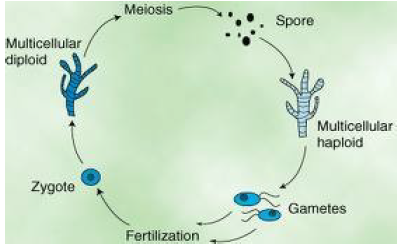 Meiosis
Spore
Multicellular
diploid
Multicellular
haploid
Zygote
Gametes
Fertilization